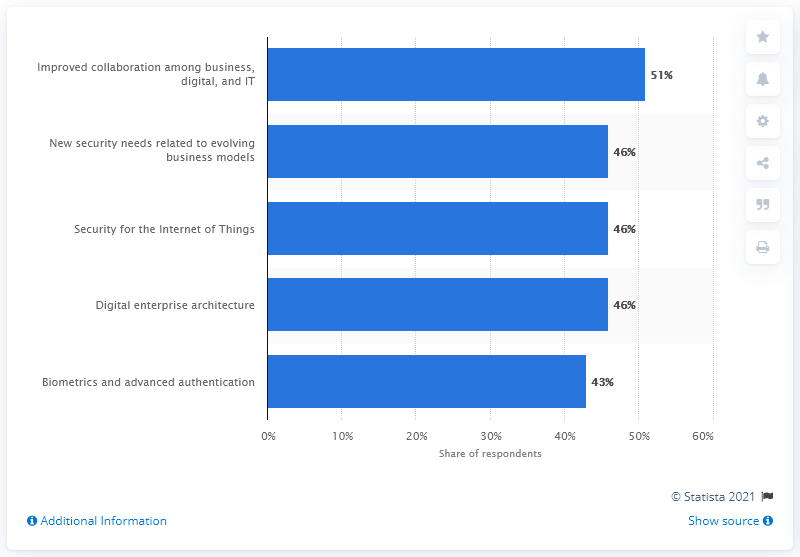 Improved collaboration among business,
digital, and IT
51%
New security needs related to evolving
business models
46%
Security for the Internet of Things
46%
Digital enterprise architecture
46%
Biometrics and advanced authentication
43%
0% 10% 20% 30% 40% 50% 60%
Share of respondents
© Statista 2021
Additional Information
Show source